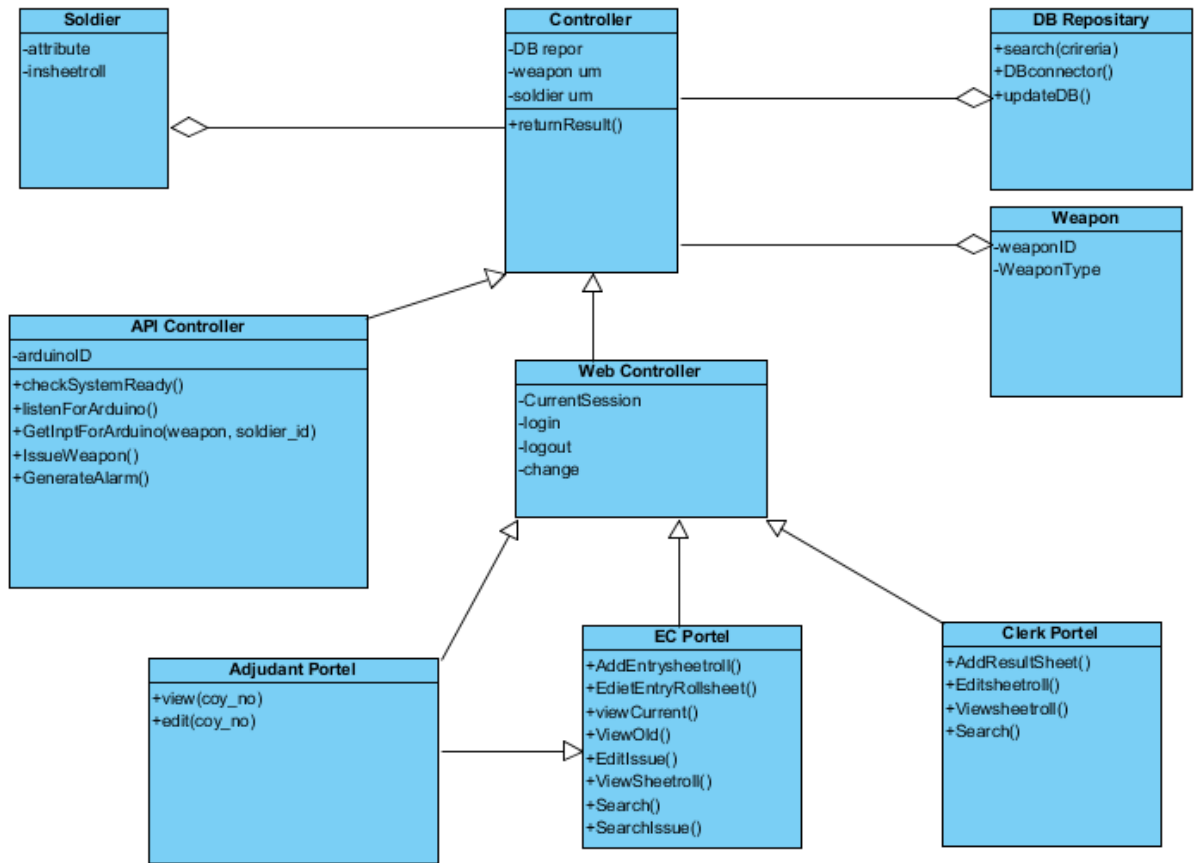 Soldier
-attribute
-insheetroll
Controller
-DB repor
-weapon um
-soldier um
+returnResult()
DB Repositary
+search(crireria)
+DBconnector()
+updateDB()
Weapon
-weaponID
-WeaponType
API Controller
-arduinoID
+checkSystemReady()
+listenForArduino()
+GetInptForArduino(weapon, soldier_id)
+IssueWeapon()
+GenerateAlarm()
Web Controller
-CurrentSession
-login
-logout
-change
Adjudant Portel
+view(coy_no)
+edit(coy_no)
EC Portel
+AddEntrysheetroll()
+EdietEntryRollsheet()
+viewCurrent()
+ViewOld()
+EditIssue()
+ViewSheetroll()
+Search()
+SearchIssue()
Clerk Portel
+AddResultSheet()
+Editsheetroll()
+Viewsheetroll()
+Search()